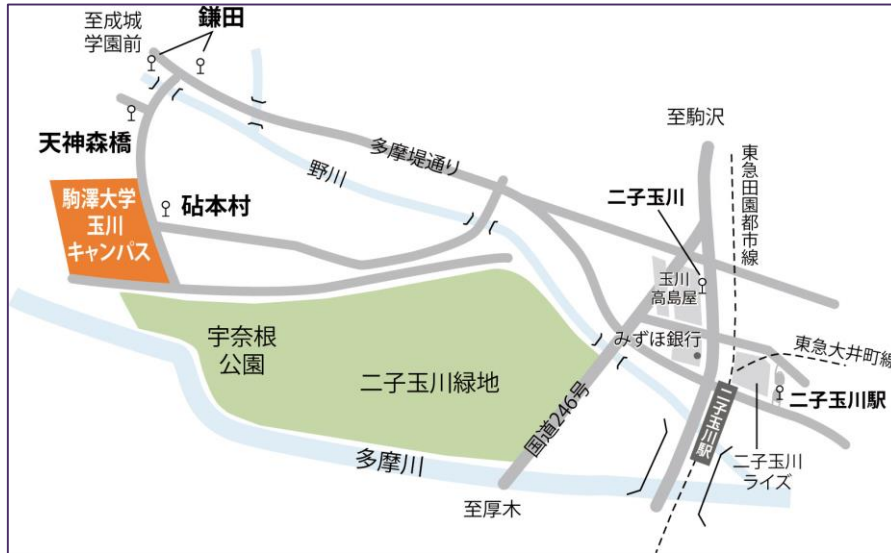 至成城
学園前
鎌田
天神森橋
駒澤大学
玉川
キャンパス
砧本村
野川
多摩堤通り
至駒沢
東急田園都市線
二子玉川
玉川
高島屋
みずほ銀行
東急大井町線
二子玉川駅
宇奈根
公園
二子玉川緑地
国道246号
二子玉川駅
二子玉川
ライズ
多摩川
至厚木